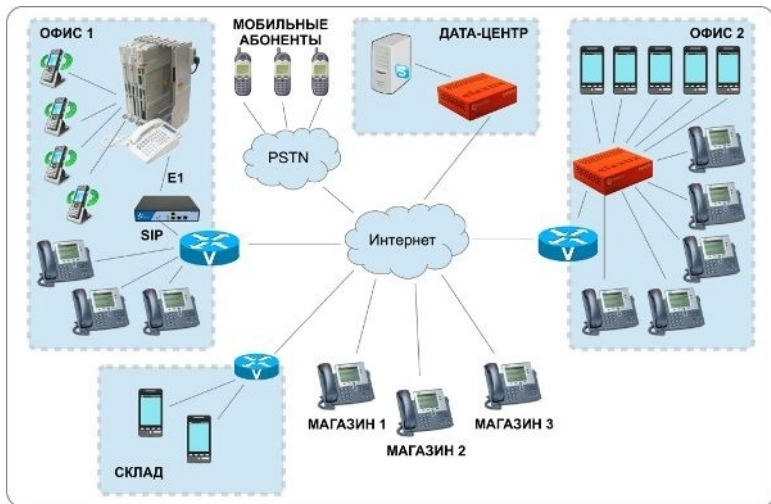 ОФИС 1
МОБИЛЬНЫЕ
АБОНЕНТЫ
ДАТА-ЦЕНТР
ОФИС 2
PSTN
E1
SIP
V
Интернет
V
V
МАГАЗИН 1
МАГАЗИН 2
МАГАЗИН 3
СКЛАД